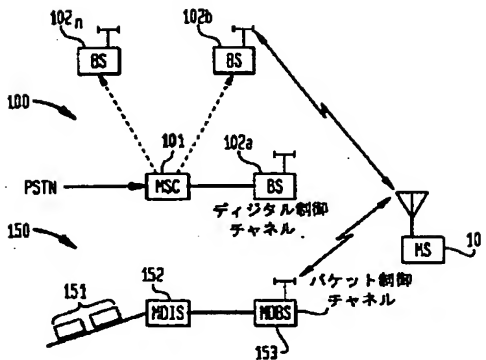 102n
102b
BS
BS
100
101
102a
PSTN
MSC
BS
ディジタル制御
チャネル
150
MS
10
パケット制御
チャネル
151
152
MDIS
MDBS
153